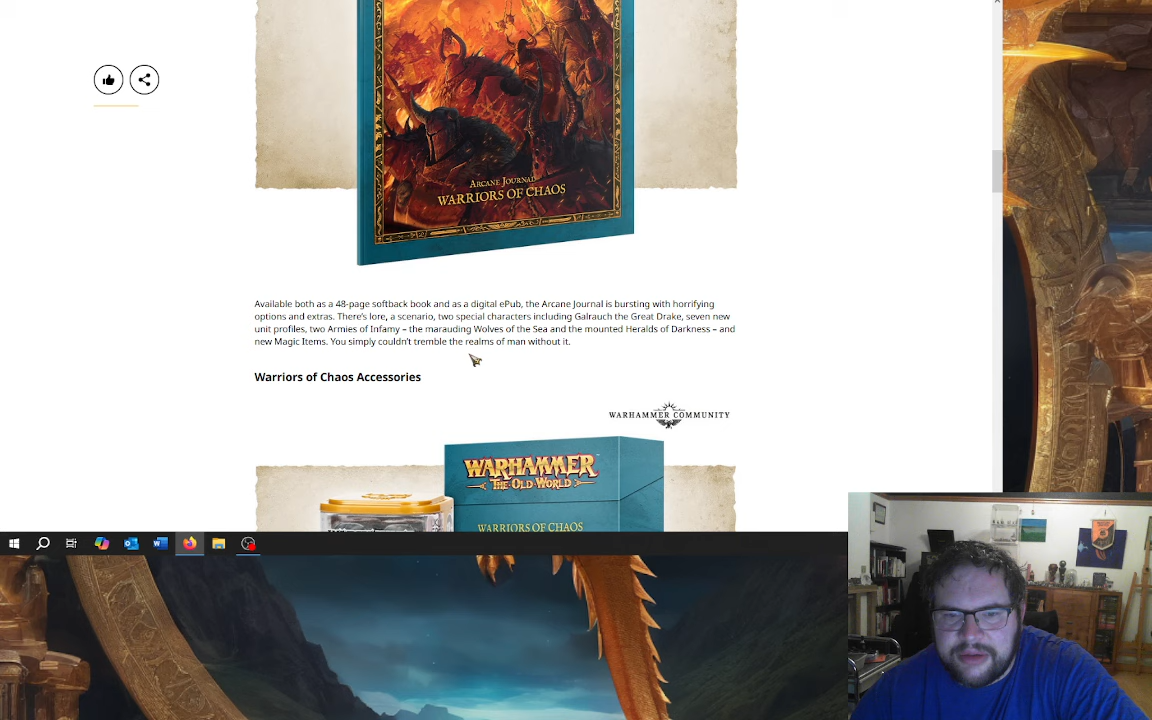 ARCANE JOURNAL
WARRIORS OF CHAOS
Available both as a 48-page softback book and as a digital ePub, the Arcane Journal is bursting with horrifying
options and extras. There's lore, a scenario, two special characters including Galrauch the Great Drake, seven new
unit profiles, two Armies of Infamy – the marauding Wolves of the Sea and the mounted Heralds of Darkness – and
new Magic Items. You simply couldn't tremble the realms of man without it.
Warriors of Chaos Accessories
WARHAMMER COMMUNITY
WARHAMMER
THE OLD WORLD
WARRIORS OF CHAOS